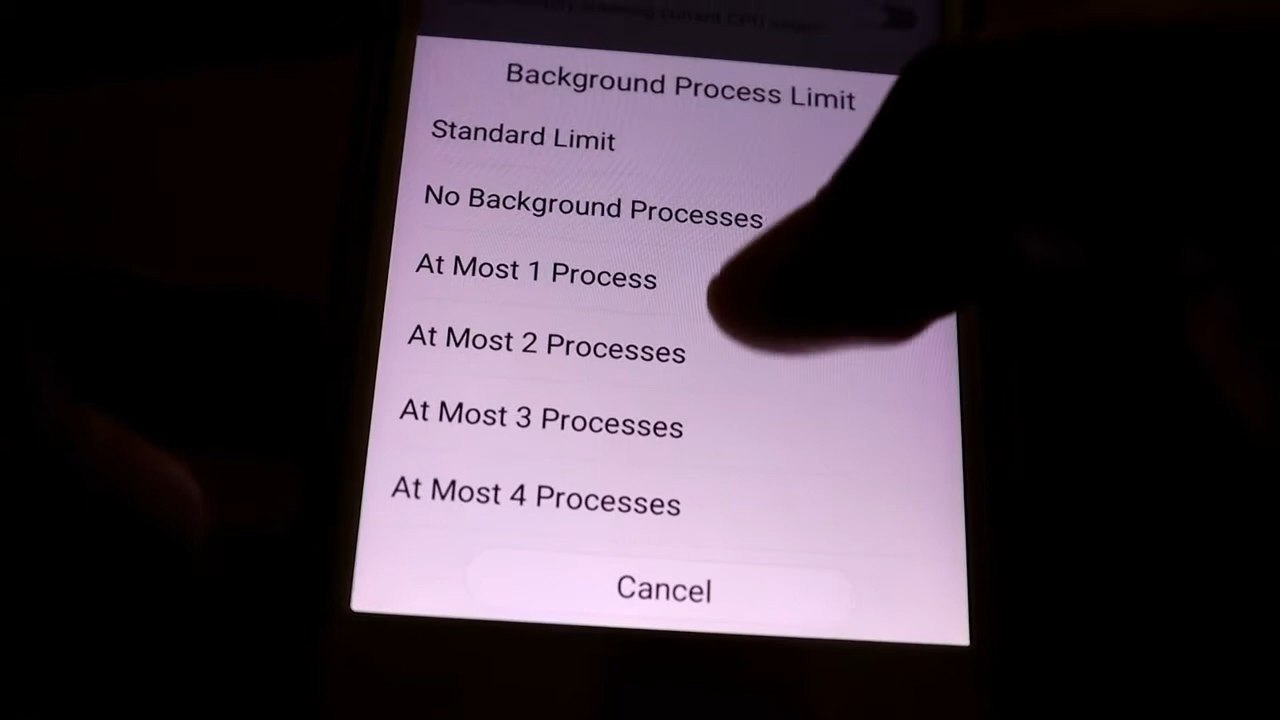 Background Process Limit
Standard Limit
No Background Processes
At Most 1 Process
At Most 2 Processes
At Most 3 Processes
At Most 4 Processes
Cancel